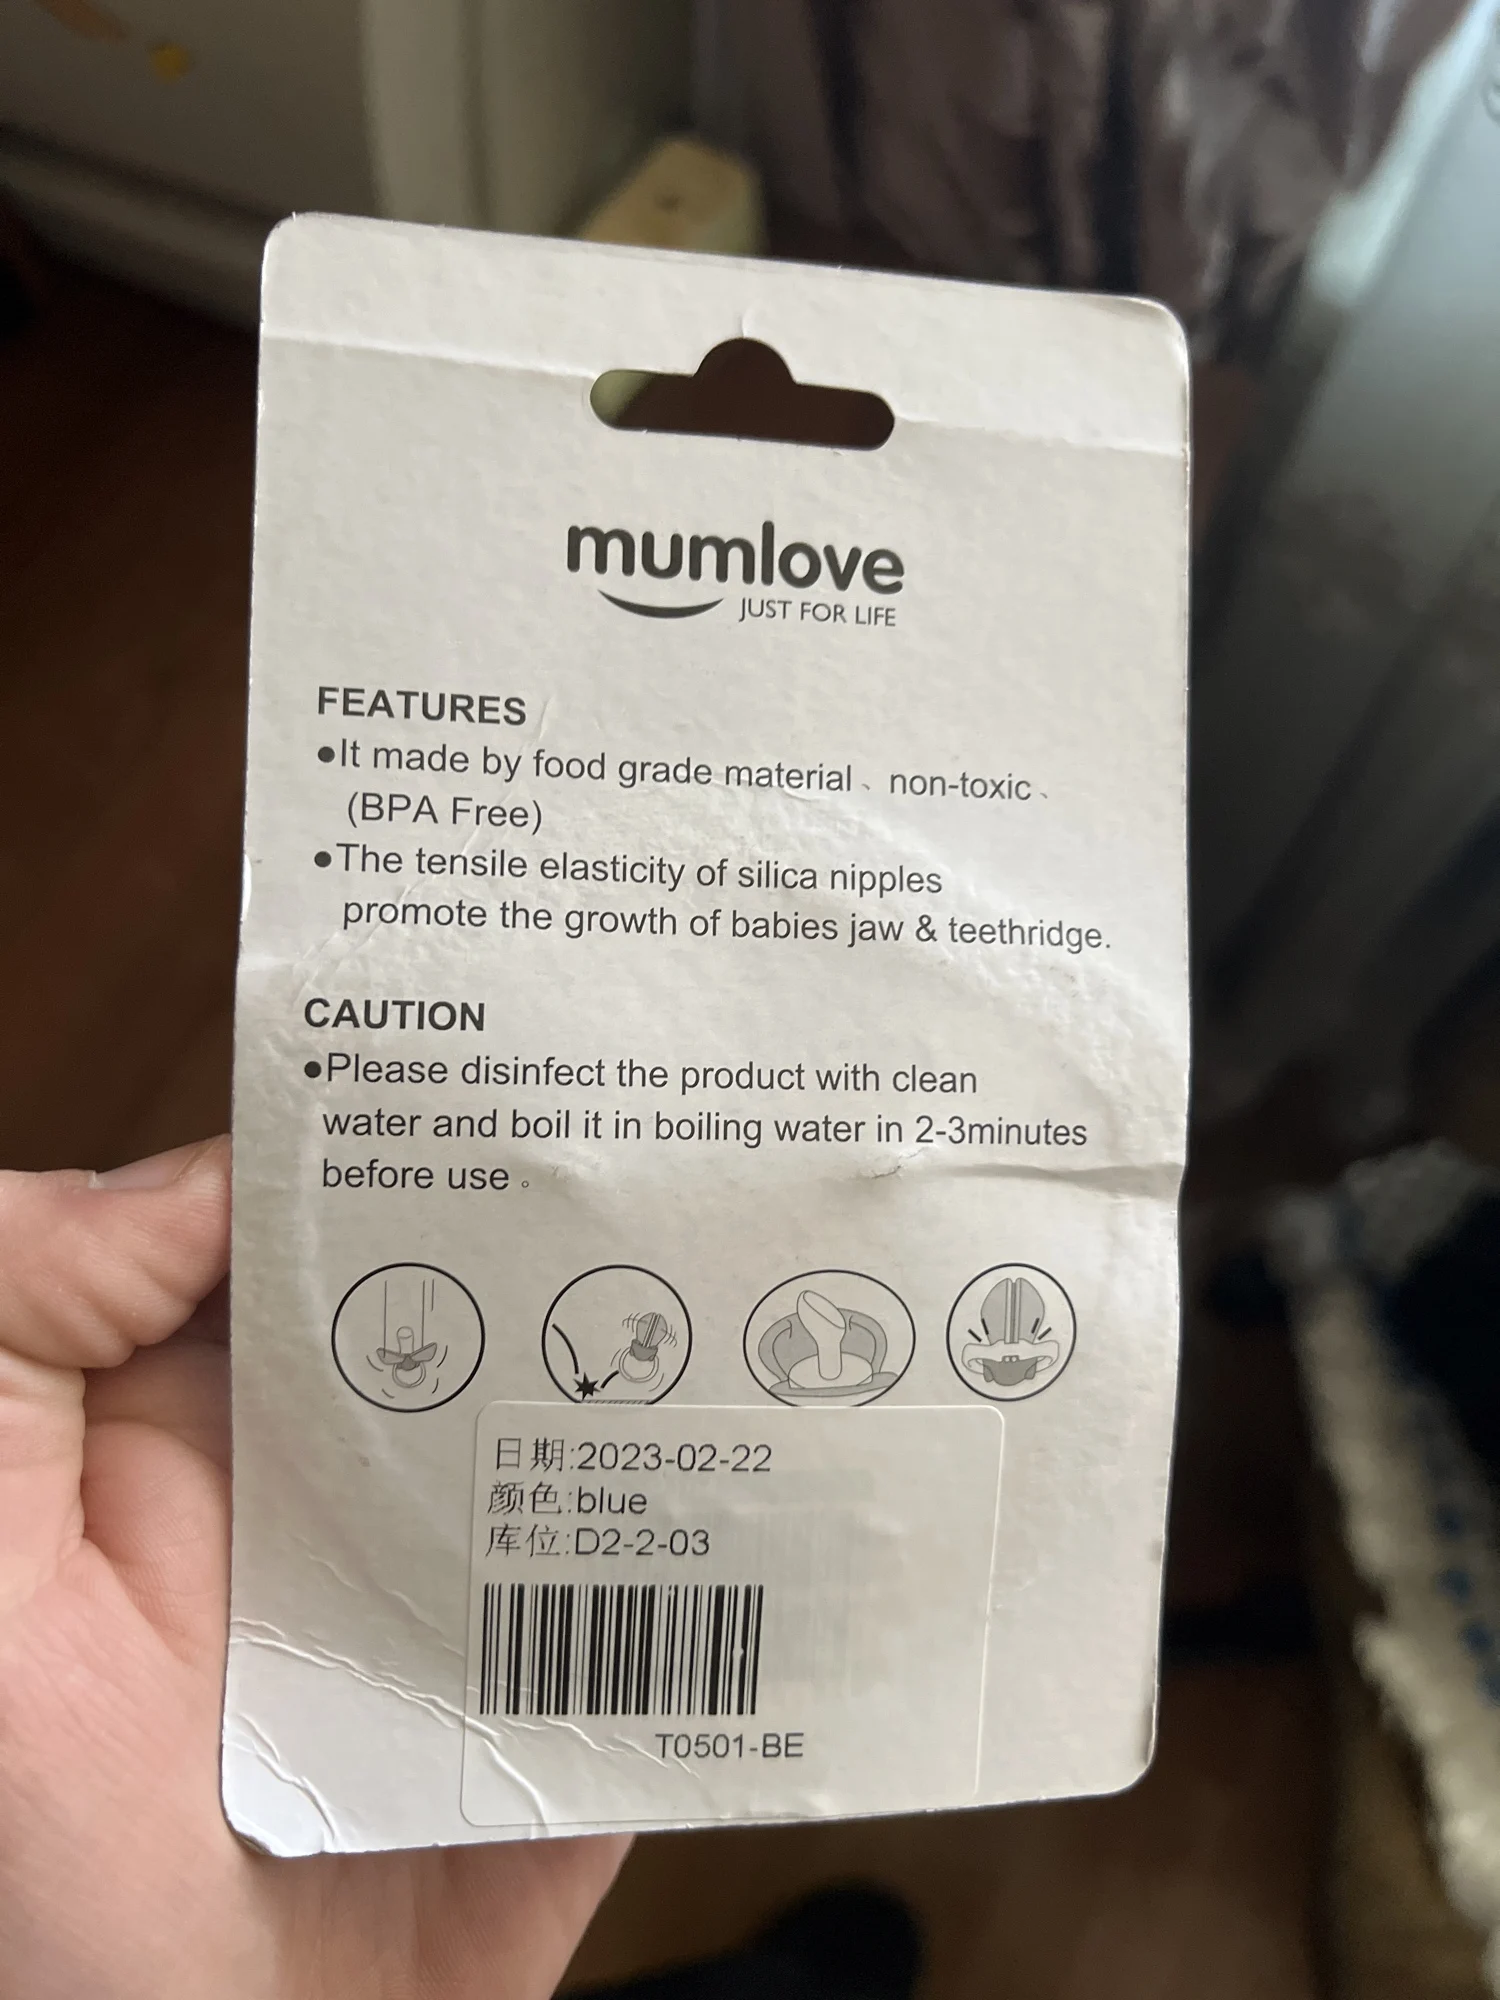 mumlove
JUST FOR LIFE
FEATURES
●It made by food grade material、non-toxic、
(BPA Free)
●The tensile elasticity of silica nipples
promote the growth of babies jaw & teethridge.
CAUTION
●Please disinfect the product with clean
water and boil it in boiling water in 2-3minutes
before use。
日期:2023-02-22
颜色:blue
库位:D2-2-03
T0501-BE